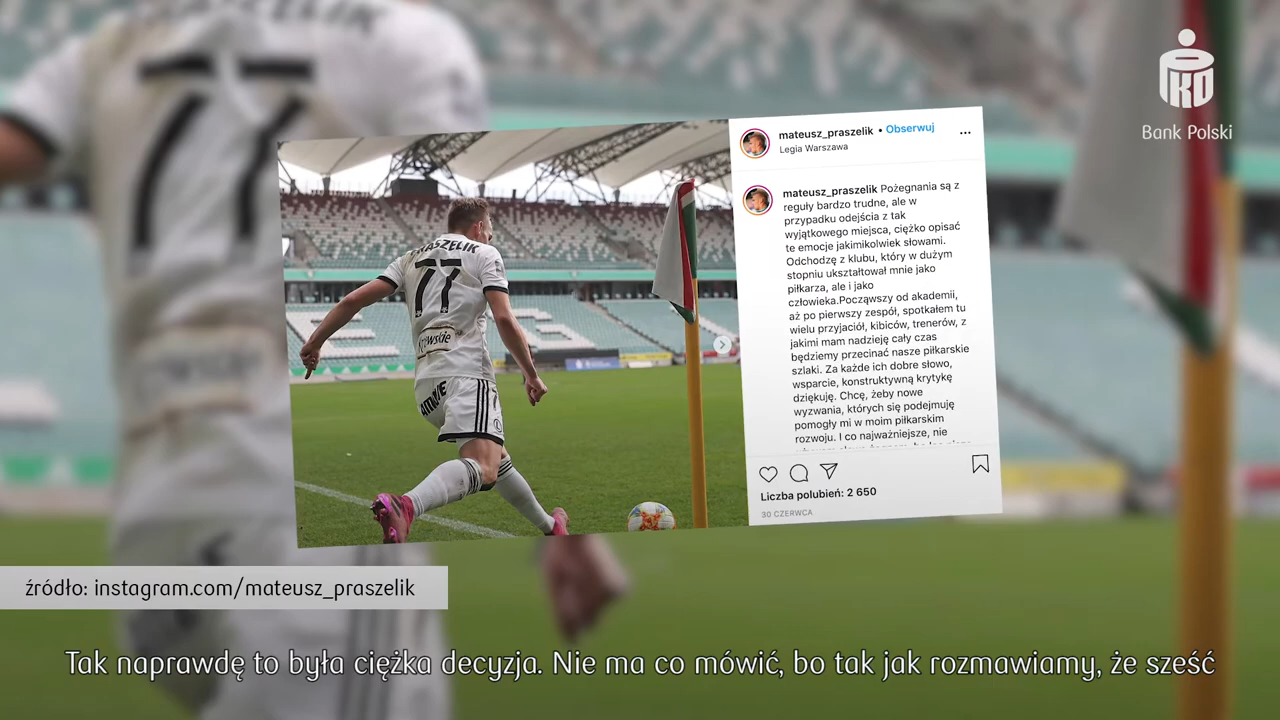 PKO
Bank Polski
77
mateusz_praszelik • Obserwuj
Legia Warszawa
mateusz_praszelik Pożegnania są z
reguły bardzo trudne, ale w
przypadku odejścia z tak
wyjątkowego miejsca, ciężko opisać
te emocje jakimikolwiek słowami.
Odchodzę z klubu, który w dużym
stopniu ukształtował mnie jako
piłkarza, ale i jako
człowieka.Począwszy od akademii,
aż po pierwszy zespół, spotkałem tu
wielu przyjaciół, kibiców, trenerów, z
jakimi mam nadzieję cały czas
będziemy przecinać nasze piłkarskie
szlaki. Za każde ich dobre słowo,
wsparcie, konstruktywną krytykę
dziękuję. Chcę, żeby nowe
wyzwania, których się podejmuję
pomogły mi w moim piłkarskim
rozwoju. I co najważniejsze, nie
Liczba polubień: 2 650
30 CZERWCA
PRASZELIK
77
źródło: instagram.com/mateusz_praszelik
Tak naprawdę to była ciężka decyzja. Nie ma co mówić, bo tak jak rozmawiamy, że sześć